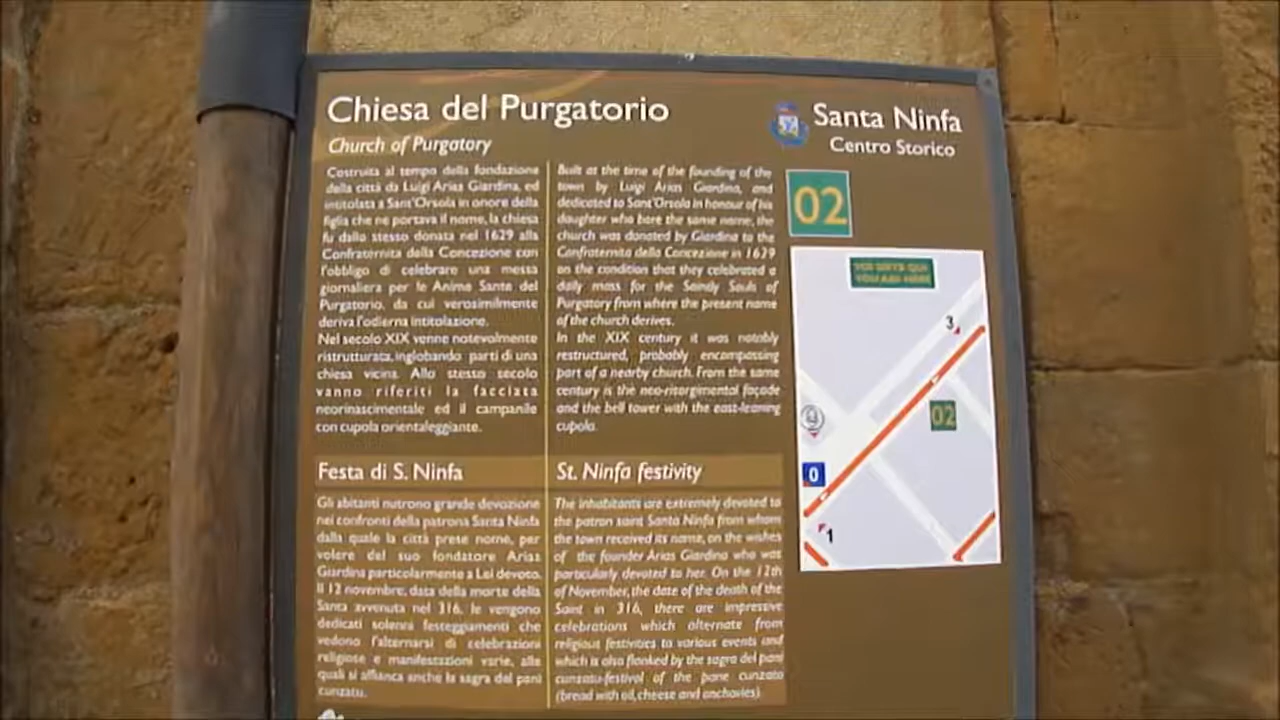 Chiesa del Purgatorio
Church of Purgatory
Santa Ninfa
Centro Storico
02
Costruita al tempo della fondazione
della città da Luigi Arias Giardina, ed
intitolata a Sant'Orsola in onore della
figlia che ne portava il nome, la chiesa
fu dallo stesso donata nel 1629 alla
Confraternita della Concezione con
l'obbligo di celebrare una messa
giornaliera per le Anime Sante del
Purgatorio, da cui verosimilmente
deriva l'odierna intitolazione.
Nel secolo XIX venne notevolmente
ristrutturata, inglobando parti di una
chiesa vicina. Allo stesso secolo
vanno riferiti la facciata
neorinascimentale ed il campanile
con cupola orientaleggiante.
Built at the time of the founding of the
town by Luigi Arias Giardina, and
dedicated to Sant'Orsola in honour of his
daughter who bore the same name, the
church was donated by Giardina to the
Confraternita della Concezione in 1629
on the condition that they celebrated a
daily mass for the Saindy Souls of
Purgatory from where the present name
of the church derives.
In the XIX century it was notably
restructured, probably encompassing
part of a nearby church. From the same
century is the neo-risorgimental façade
and the bell tower with the east-leaning
cupola.
Festa di S. Ninfa
Gli abitanti nutrono grande devozione
nei confronti della patrona Santa Ninfa
dalla quale la città prese nome, per
volere del suo fondatore Arias
Giardina particolarmente a Lei devoto.
Il 12 novembre, data della morte della
Santa avvenuta nel 316, le vengono
dedicati solenni festeggiamenti che
vedono l'alternarsi di celebrazioni
religiose e manifestazioni varie, alle
quali si affianca anche la sagra del pani
cunzatu.
St. Ninfa festivity
The inhabitants are extremely devoted to
the patron saint Santa Ninfa from whom
the town received its name, on the wishes
of the founder Arias Giardina who was
particularly devoted to her. On the 12th
of November, the date of the death of the
Saint in 316, there are impressive
celebrations which alternate from
religious festivities to various events and
which is also flanked by the sagra del pani
cunzatu-festival of the pane cunzato
(bread with oil, cheese and anchovies)
VOI SIETE QUI
YOU ARE HERE
3
02
9
0
1